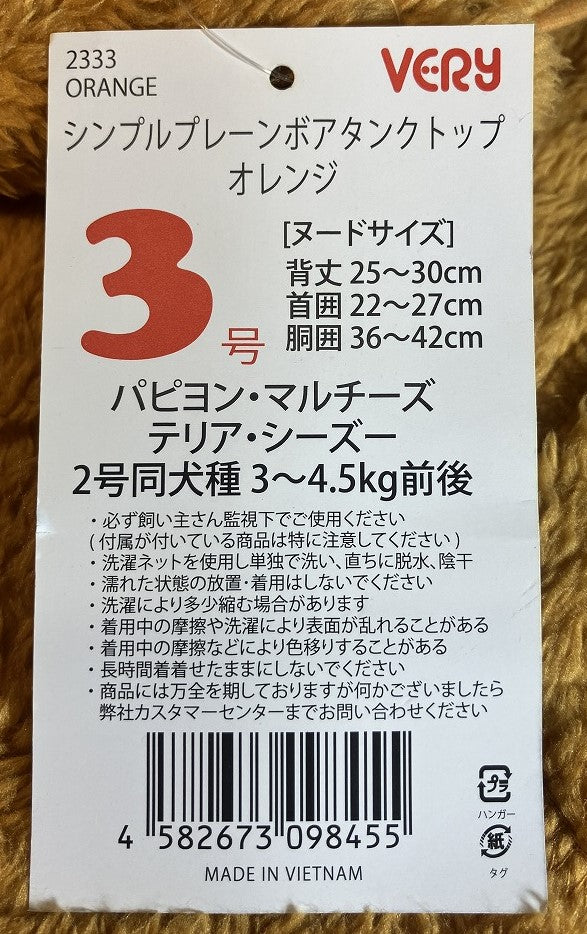 2333
ORANGE
VERY
シンプルプレーンボアタンクトップ
オレンジ
3号
[ヌードサイズ]
背丈 25〜30cm
首囲 22〜27cm
胴囲 36〜42cm
パピヨン・マルチーズ
テリア・シーズー
2号同犬種 3〜4.5kg前後
・必ず飼い主さん監視下でご使用ください
(付属が付いている商品は特に注意してください)
・洗濯ネットを使用し単独で洗い、直ちに脱水、陰干
・濡れた状態の放置・着用はしないでください
・洗濯により多少縮む場合があります
・着用中の摩擦や洗濯により表面が乱れることがある
・着用中の摩擦などにより色移りすることがある
・長時間着着せたままにしないでください
・商品には万全を期しておりますが何かございましたら
弊社カスタマーセンターまでお問い合わせください
4 582673 098455
MADE IN VIETNAM
プラ
ハンガー
紙
タグ